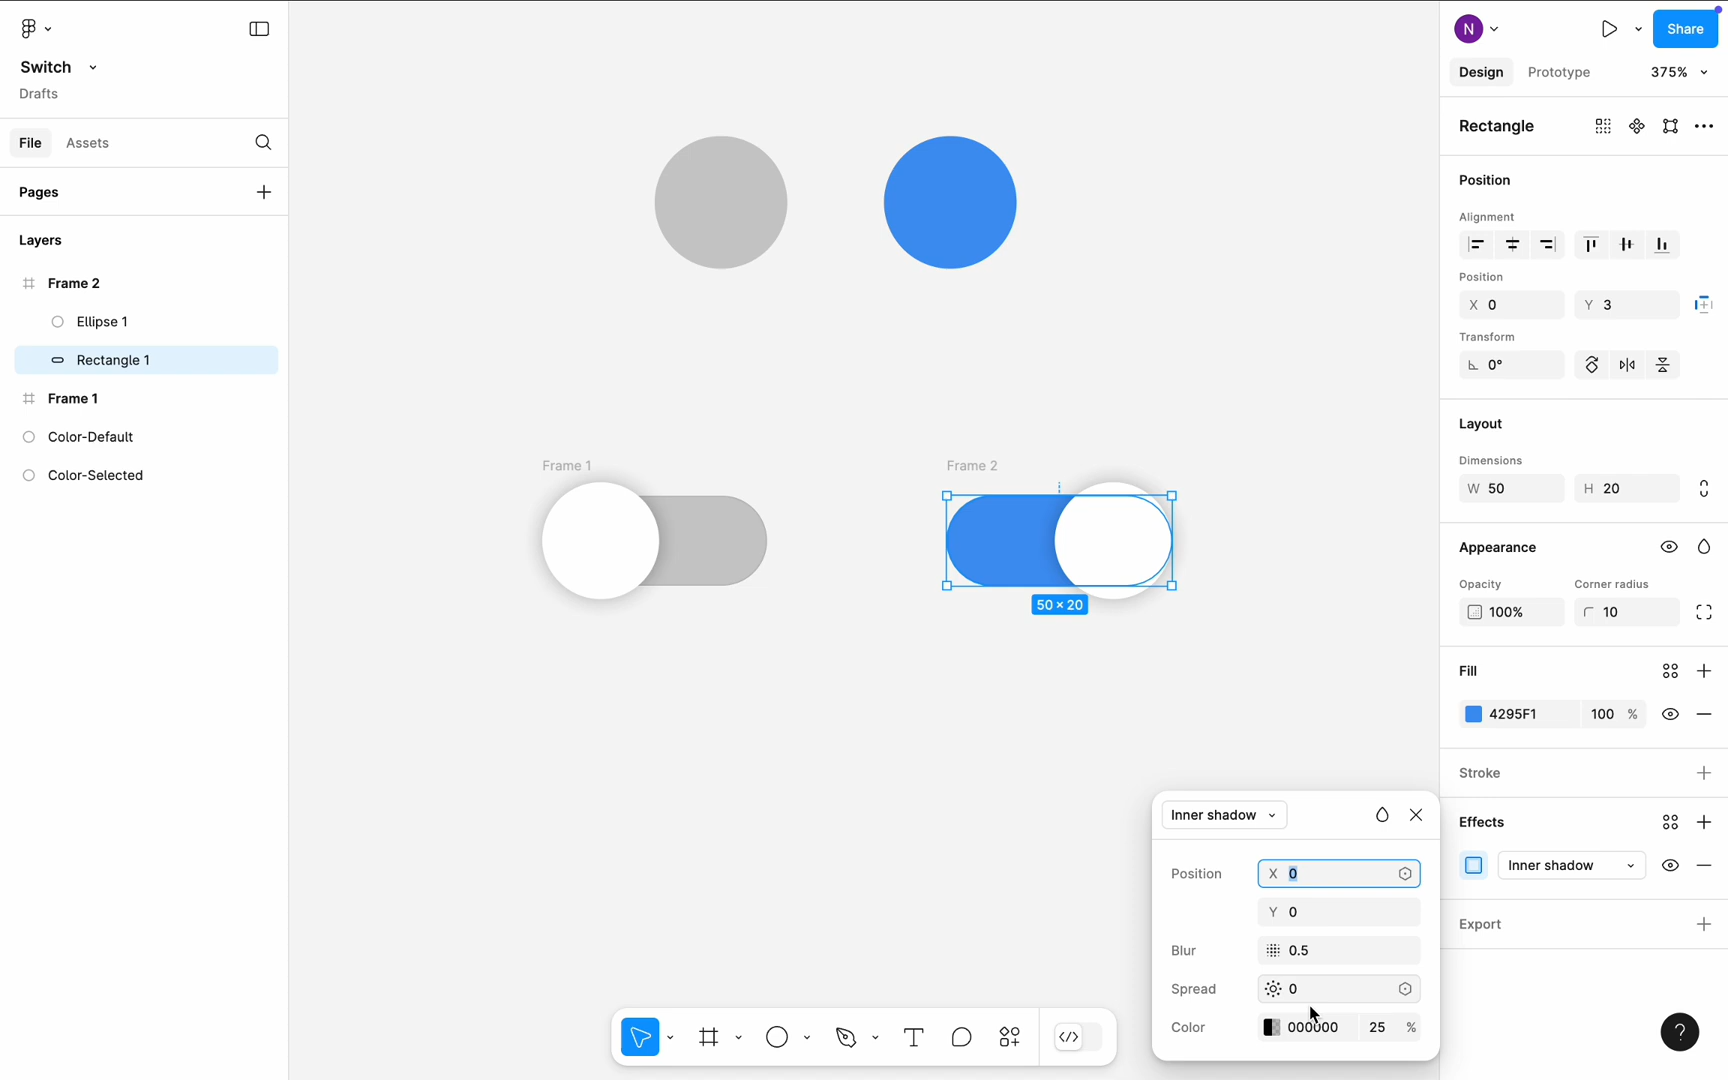 Switch
Drafts
File
Assets
Pages
Layers
Frame 2
Ellipse 1
Rectangle 1
Frame 1
Color-Default
Color-Selected
Frame 1
Frame 2
50 × 20
Inner shadow
Position
X 0
Y 0
Blur
0.5
Spread
0
Color
000000
25 %
N
Share
Design
Prototype
375%
Rectangle
Position
Alignment
Position
X 0
Y 3
Transform
0°
Layout
Dimensions
W 50
H 20
Appearance
Opacity
Corner radius
100%
10
Fill
4295F1
100 %
Stroke
Effects
Inner shadow
Export
?